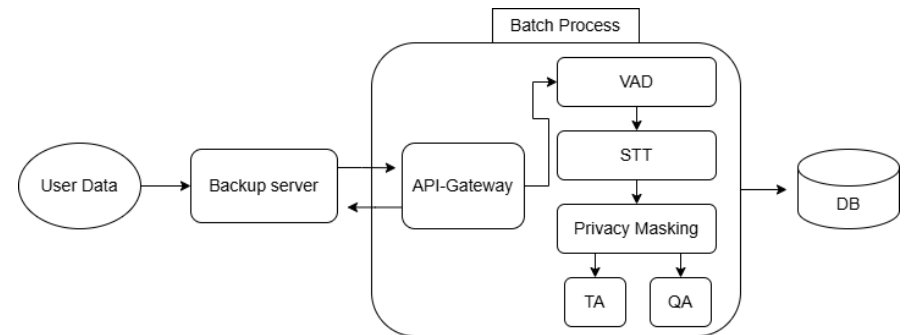 Batch Process
VAD
STT
User Data
Backup server
API-Gateway
DB
Privacy Masking
TA
QA